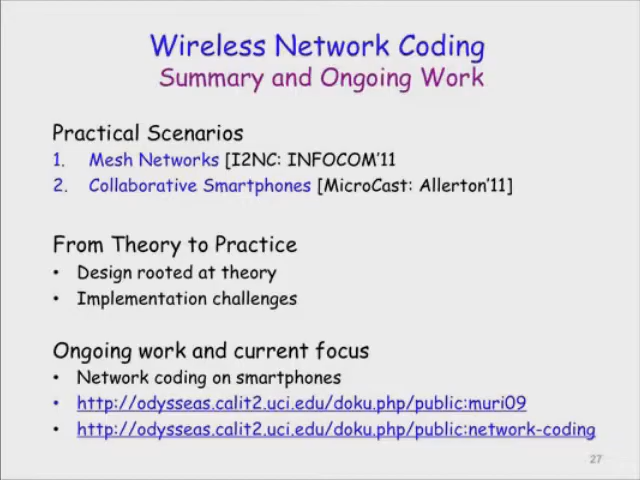 Wireless Network Coding
Summary and Ongoing Work
Practical Scenarios
1. Mesh Networks [I2NC: INFOCOM'11
2. Collaborative Smartphones [MicroCast: Allerton'11]
From Theory to Practice
• Design rooted at theory
• Implementation challenges
Ongoing work and current focus
• Network coding on smartphones
• http://odysseas.calit2.uci.edu/doku.php/public:muri09
• http://odysseas.calit2.uci.edu/doku.php/public:network-coding
27